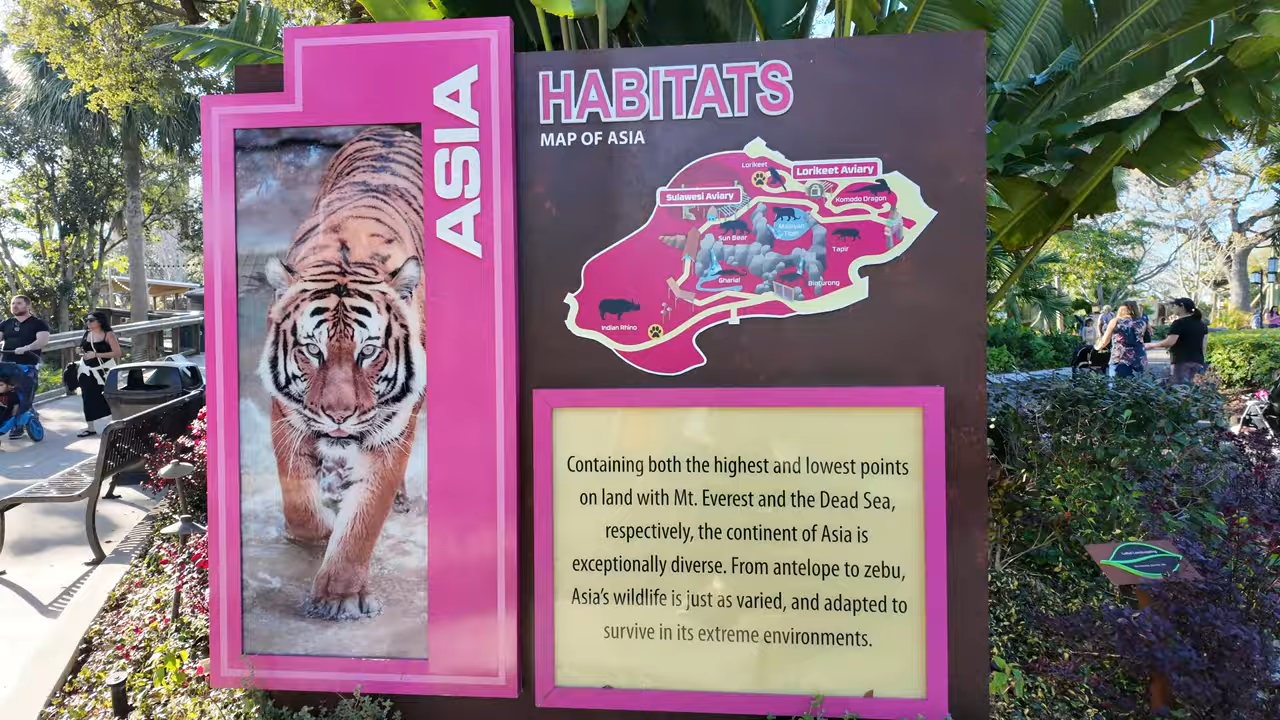 ASIA
HABITATS
MAP OF ASIA
Lorikeet
Lorikeet Aviary
Sulawesi Aviary
Komodo Dragon
Malayan
Tiger
Sun Bear
Tapir
Gharial
Binturong
Indian Rhino
Containing both the highest and lowest points
on land with Mt. Everest and the Dead Sea,
respectively, the continent of Asia is
exceptionally diverse. From antelope to zebu,
Asia's wildlife is just as varied, and adapted to
survive in its extreme environments.